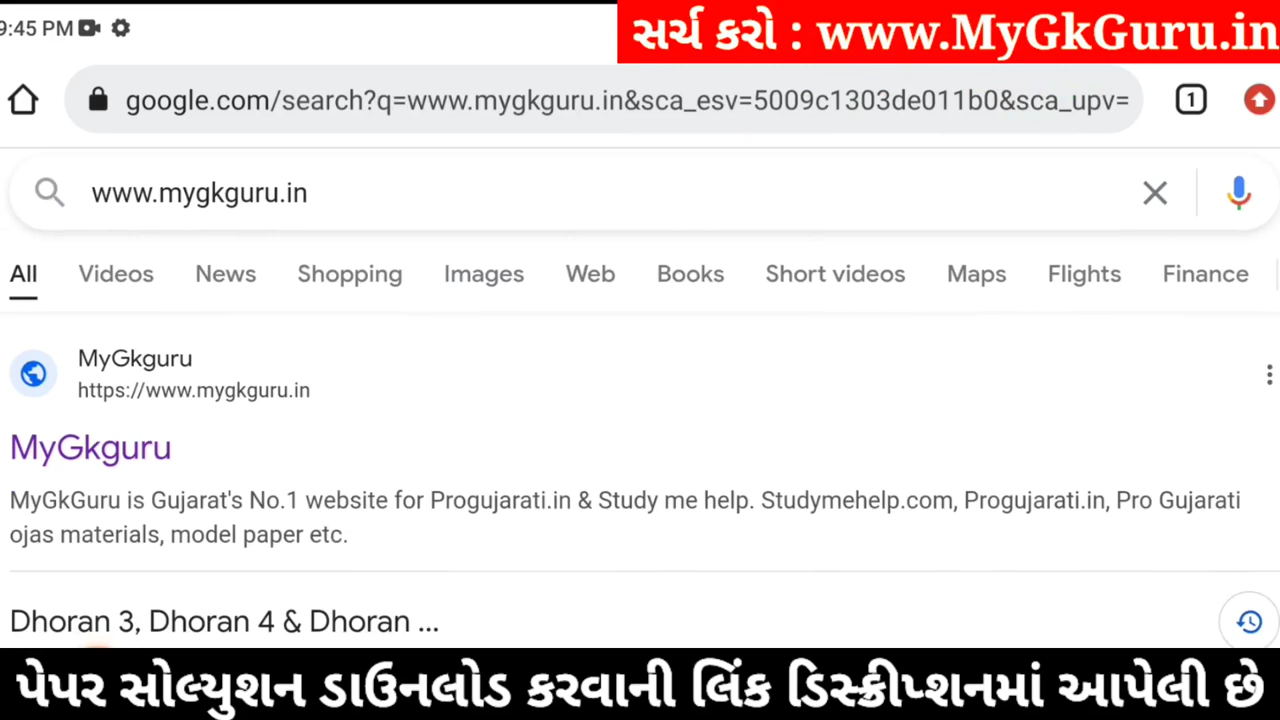 9:45 PM
સર્ચ કરો : www.MyGkGuru.in
google.com/search?q=www.mygkguru.in&sca_esv=5009c1303de011b0&sca_upv=
1
www.mygkguru.in
All Videos News Shopping Images Web Books Short videos Maps Flights Finance
MyGkguru
https://www.mygkguru.in
MyGkguru
MyGkGuru is Gujarat's No.1 website for Progujarati.in & Study me help. Studymehelp.com, Progujarati.in, Pro Gujarati
ojas materials, model paper etc.
Dhoran 3, Dhoran 4 & Dhoran ...
પેપર સોલ્યુશન ડાઉનલોડ કરવાની લિંક ડિસ્ક્રીપ્શનમાં આપેલી છે